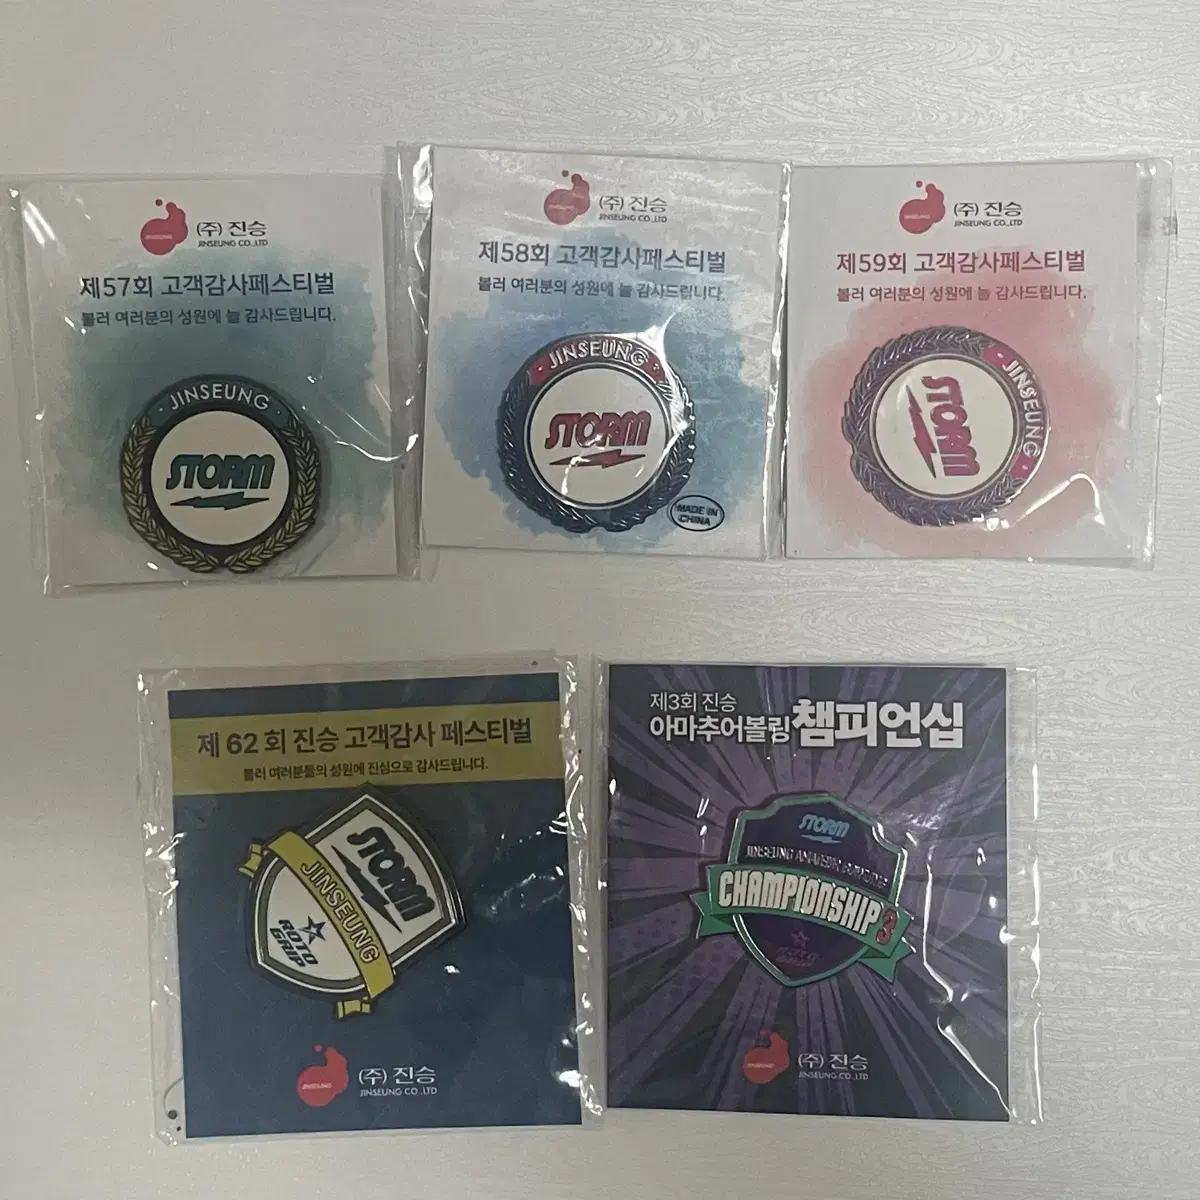 JINSEUNG
(주) 진승
JINSEUNG CO.,LTD
제57회 고객감사페스티벌
볼러 여러분의 성원에 늘 감사드립니다.
JINSEUNG
STORM
JINSEUNG
(주) 진승
JINSEUNG CO.,LTD
제58회 고객감사페스티벌
볼러 여러분의 성원에 늘 감사드립니다.
JINSEUNG
STORM
MADE IN
CHINA
JINSEUNG
(주) 진승
JINSEUNG CO.,LTD
제59회 고객감사페스티벌
볼러 여러분의 성원에 늘 감사드립니다.
JINSEUNG
STORM
제 62 회 진승 고객감사 페스티벌
볼러 여러분들의 성원에 진심으로 감사드립니다.
STORM
JINSEUNG
ROTO
GRIP
JINSEUNG
(주) 진승
JINSEUNG CO.,LTD
제3회 진승
아마추어볼링 챔피언십
STORM
JINSEUNG AMATEUR BOWLING
CHAMPIONSHIP 3
JINSEUNG
(주) 진승
JINSEUNG CO.,LTD